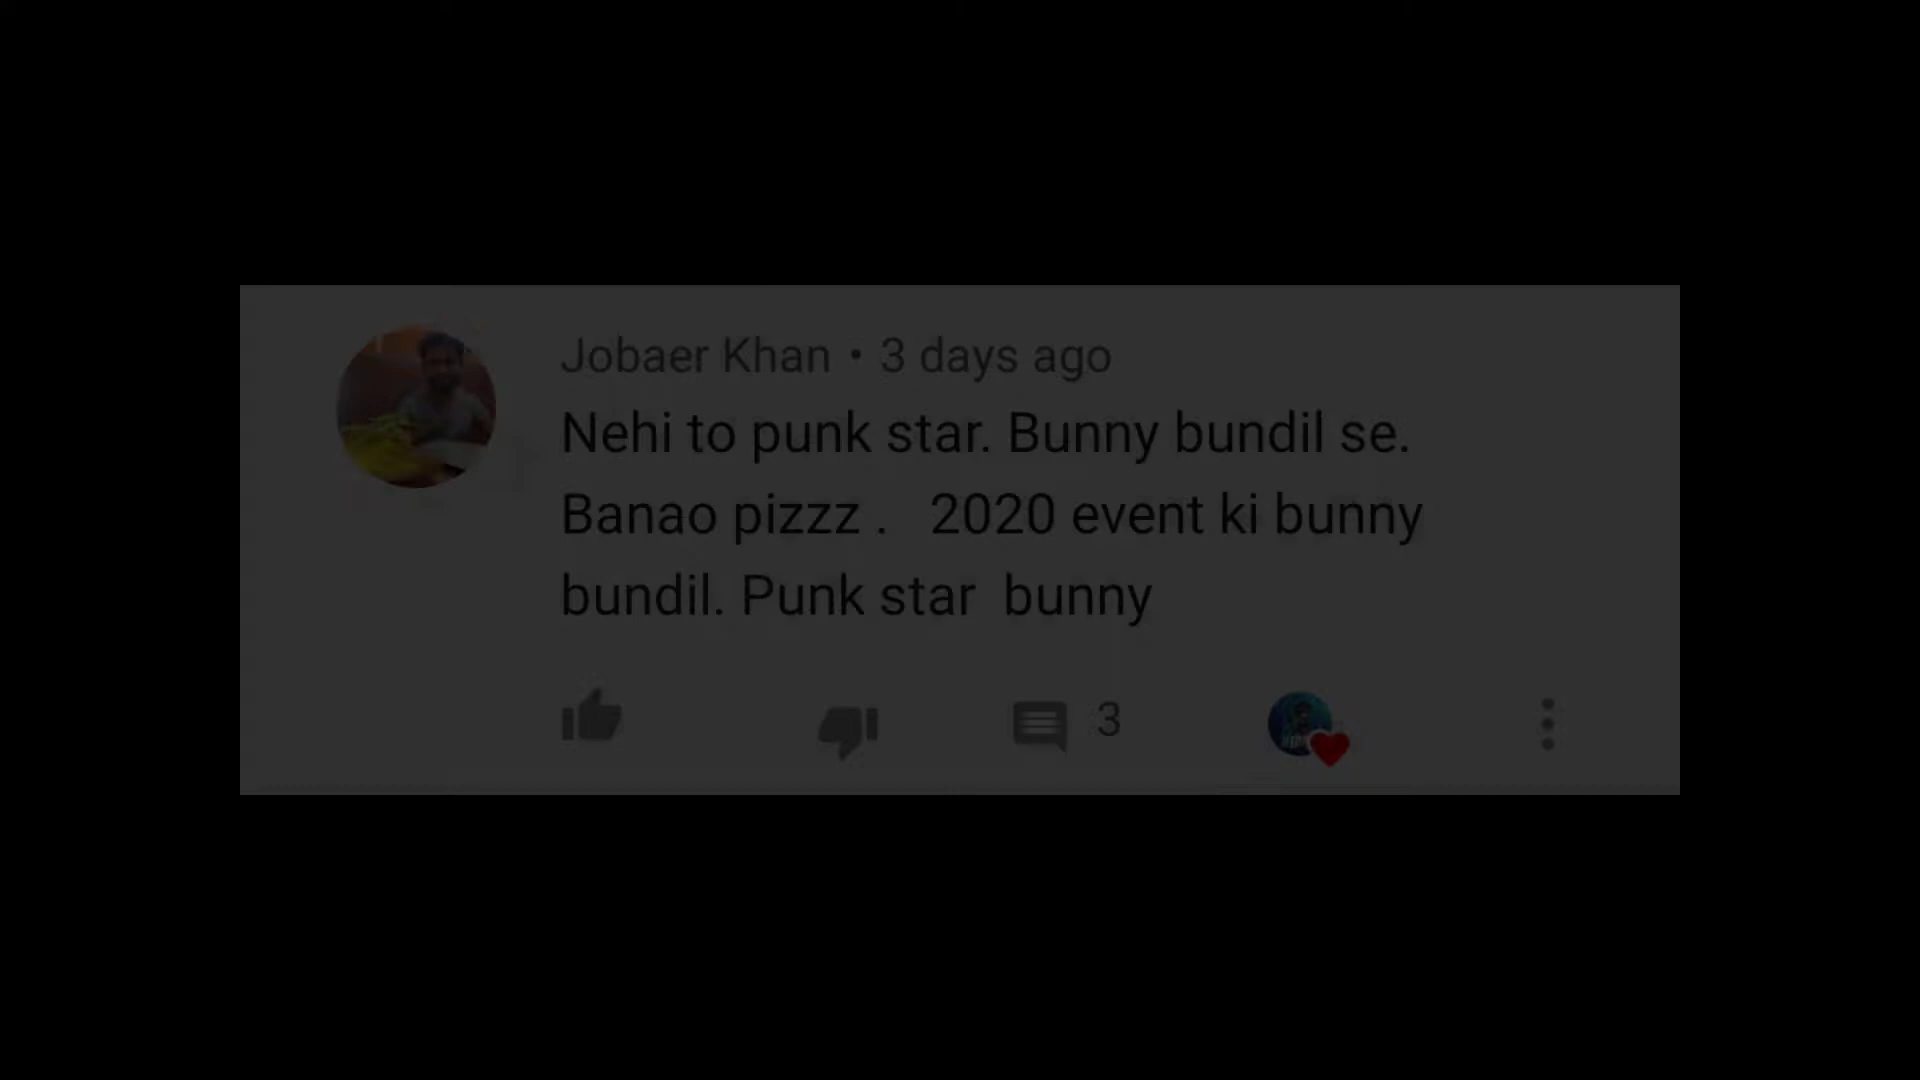 Jobaer Khan • 3 days ago
Nehi to punk star. Bunny bundil se.
Banao pizzz .   2020 event ki bunny
bundil. Punk star  bunny
3